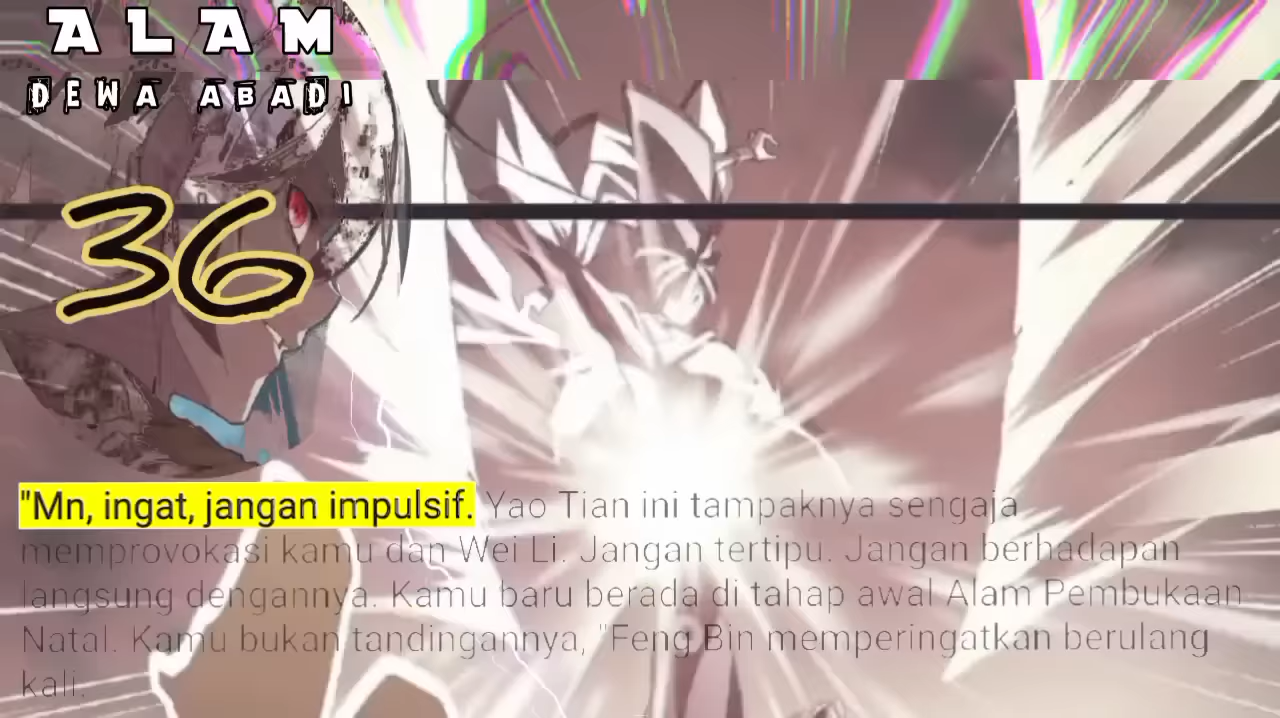 ALAM
DEWA ABADI
36
"Mn, ingat, jangan impulsif. Yao Tian ini tampaknya sengaja
memprovokasi kamu dan Wei Li. Jangan tertipu. Jangan berhadapan
langsung dengannya. Kamu baru berada di tahap awal Alam Pembukaan
Natal. Kamu bukan tandingannya, "Feng Bin memperingatkan berulang
kali.